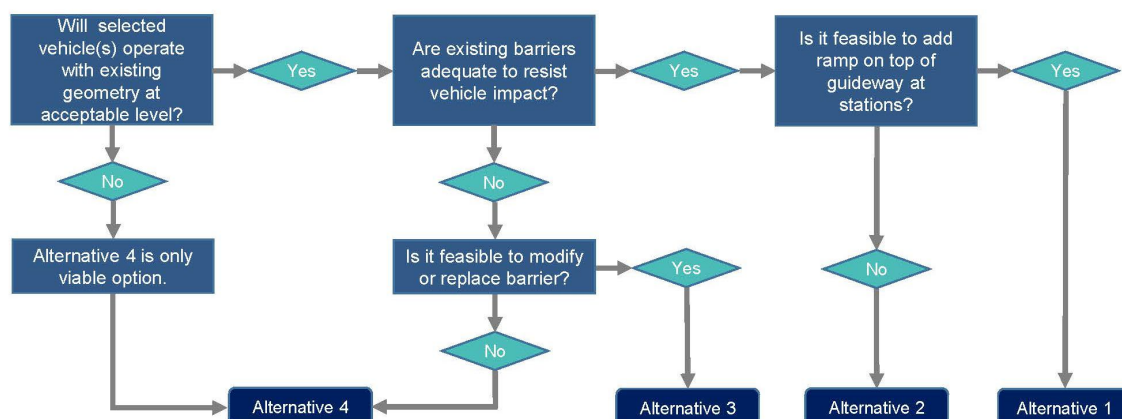 Will selected
vehicle(s) operate
with existing
geometry at
acceptable level?
Yes
Are existing barriers
adequate to resist
vehicle impact?
Yes
Is it feasible to add
ramp on top of
guideway at
stations?
Yes
No
No
Alternative 4 is only
viable option.
Is it feasible to modify
or replace barrier?
Yes
No
No
Alternative 4
Alternative 3
Alternative 2
Alternative 1